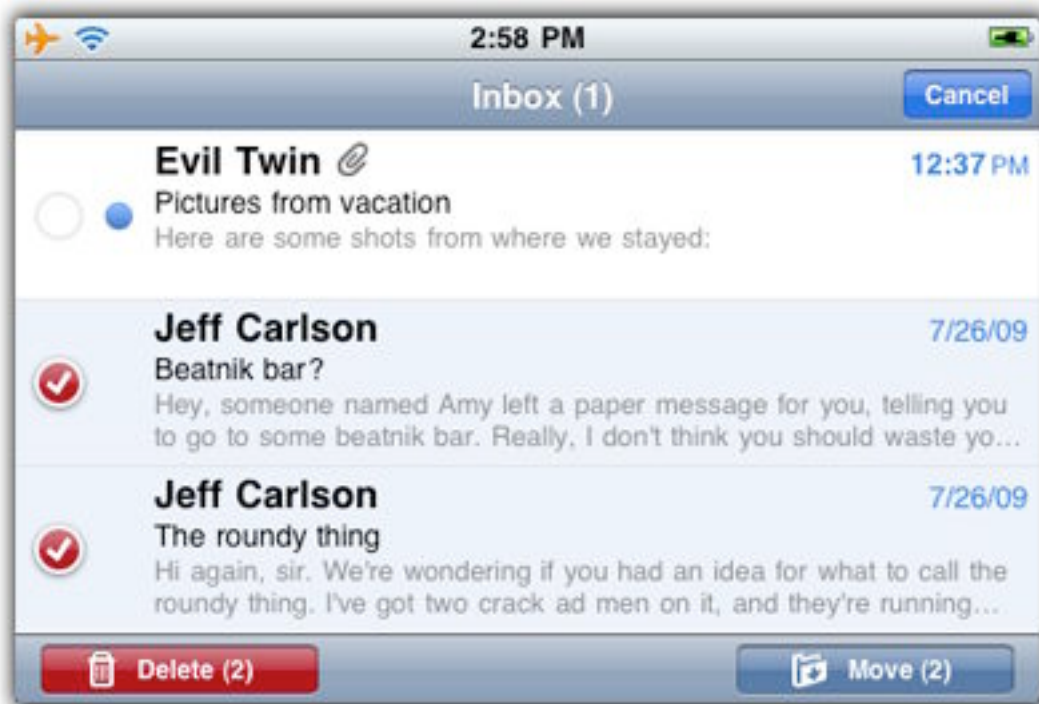 2:58 PM
Inbox (1)
Cancel
Evil Twin
12:37 PM
Pictures from vacation
Here are some shots from where we stayed:
Jeff Carlson
7/26/09
Beatnik bar?
Hey, someone named Amy left a paper message for you, telling you
to go to some beatnik bar. Really, I don't think you should waste yo...
Jeff Carlson
7/26/09
The roundy thing
Hi again, sir. We're wondering if you had an idea for what to call the
roundy thing. I've got two crack ad men on it, and they're running...
Delete (2)
Move (2)